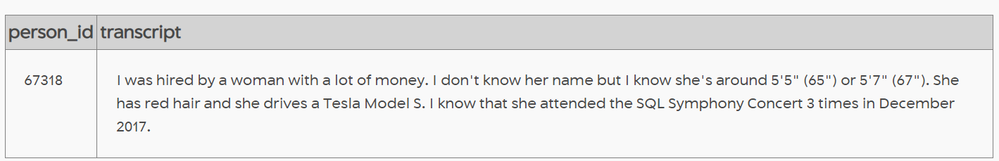 person_id transcript
67318 I was hired by a woman with a lot of money. I don't know her name but I know she's around 5'5" (65") or 5'7" (67"). She
has red hair and she drives a Tesla Model S. I know that she attended the SQL Symphony Concert 3 times in December
2017.